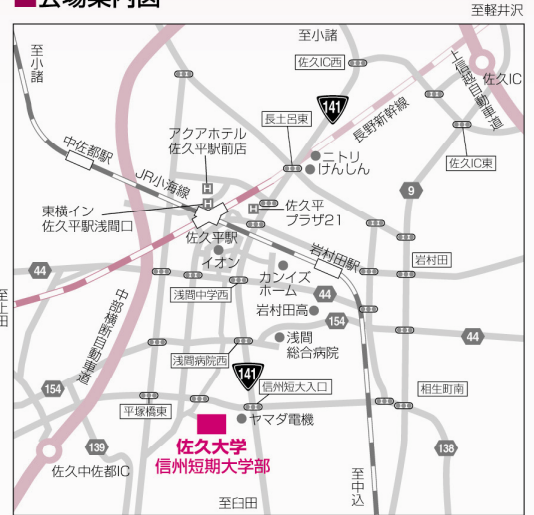 ■会場案内図
至軽井沢
至小諸
至小諸
佐久IC西
佐久IC
上信越自動車道
141
長土呂東
長野新幹線
アクアホテル
佐久平駅前店
中佐都駅
ニトリ
けんしん
佐久IC東
JR小海線
9
東横イン
佐久平駅浅間口
佐久平
プラザ21
佐久平駅
イオン
岩村田駅
岩村田
44
カンイズ
ホーム
浅間中学西
44
至上田
中部横断自動車道
岩村田高
154
浅間
総合病院
44
浅間病院西
141
154
信州短大入口
相生町南
平塚橋東
ヤマダ電機
佐久大学
信州短期大学部
139
138
佐久中佐都IC
至中込
至臼田